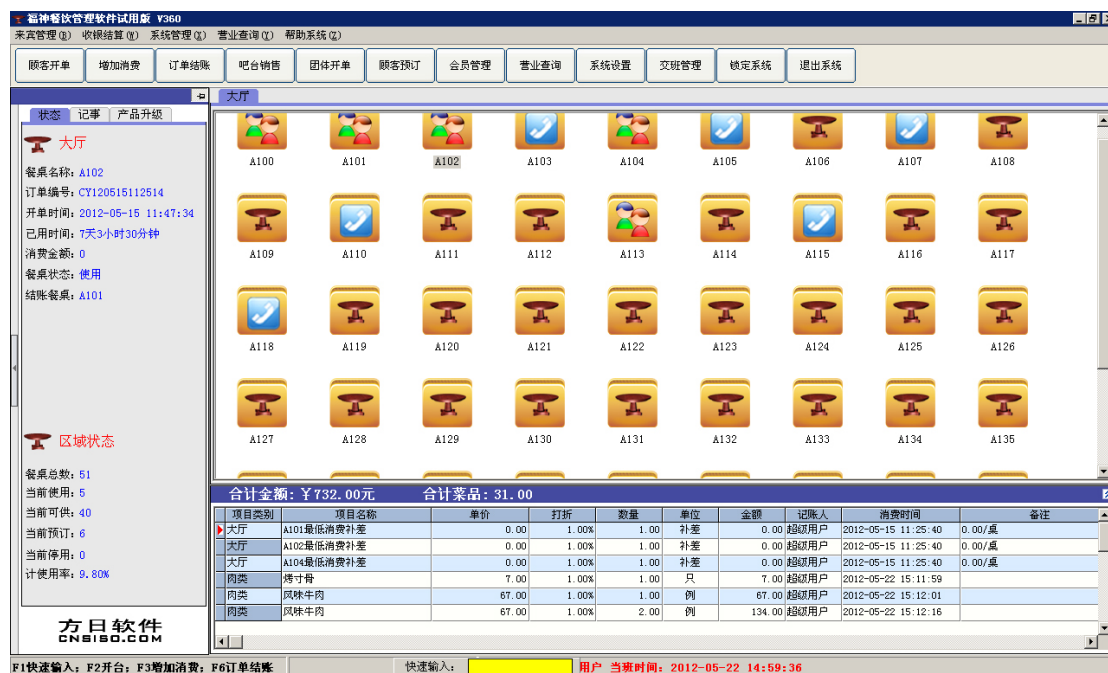 福神餐饮管理软件试用版 V360
来宾管理(B) 收银结算(W) 系统管理(X) 营业查询(Y) 帮助系统(Z)
顾客开单 增加消费 订单结账 吧台销售 团体开单 顾客预订 会员管理 营业查询 系统设置 交班管理 锁定系统 退出系统
大厅
状态 记事 产品升级
大厅
餐桌名称: A102
订单编号: CY120515112514
开单时间: 2012-05-15 11:47:34
已用时间: 7天3小时30分钟
消费金额: 0
餐桌状态: 使用
结账餐桌: A101
区域状态
餐桌总数: 51
当前使用: 5
当前可供: 40
当前预订: 6
当前停用: 0
计使用率: 9.80%
方日软件
CNSISO.COM
A100 A101 A102 A103 A104 A105 A106 A107 A108
A109 A110 A111 A112 A113 A114 A115 A116 A117
A118 A119 A120 A121 A122 A123 A124 A125 A126
A127 A128 A129 A130 A131 A132 A133 A134 A135
合计金额: ￥732.00元 合计菜品: 31.00
项目类别 项目名称 单价 打折 数量 单位 金额 记账人 消费时间 备注
大厅 A101最低消费补差 0.00 1.00% 1.00 补差 0.00 超级用户 2012-05-15 11:25:40 0.00/桌
大厅 A102最低消费补差 0.00 1.00% 1.00 补差 0.00 超级用户 2012-05-15 11:25:40 0.00/桌
大厅 A104最低消费补差 0.00 1.00% 1.00 补差 0.00 超级用户 2012-05-15 11:25:40 0.00/桌
肉类 烤寸骨 7.00 1.00% 1.00 只 7.00 超级用户 2012-05-22 15:11:59
肉类 风味牛肉 67.00 1.00% 1.00 例 67.00 超级用户 2012-05-22 15:12:01
肉类 风味牛肉 67.00 1.00% 2.00 例 134.00 超级用户 2012-05-22 15:12:16
F1快速输入; F2开台; F3增加消费; F6订单结账 快速输入: 用户 当班时间: 2012-05-22 14:59:36